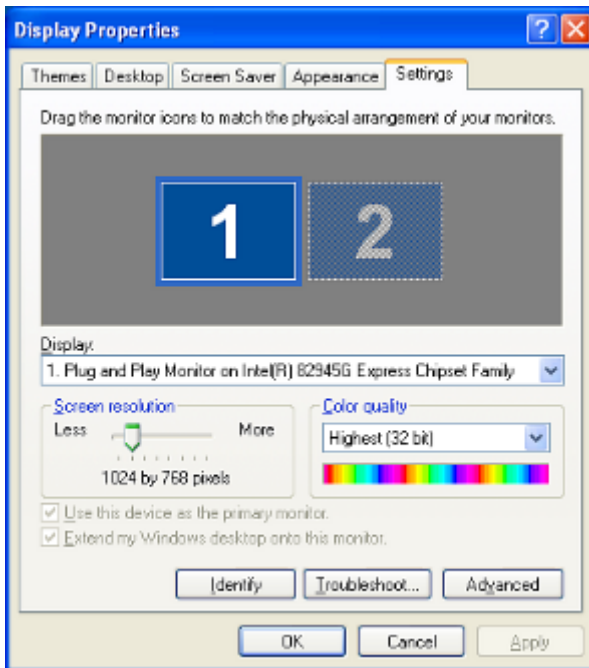 Display Properties
Themes Desktop Screen Saver Appearance Settings
Drag the monitor icons to match the physical arrangement of your monitors.
1 2
Display:
1. Plug and Play Monitor on Intel(R) 82945G Express Chipset Family
Screen resolution Color quality
Less More Highest (32 bit)
1024 by 768 pixels
Use this device as the primary monitor.
Extend my Windows desktop onto this monitor.
Identify Troubleshoot... Advanced
OK Cancel Apply